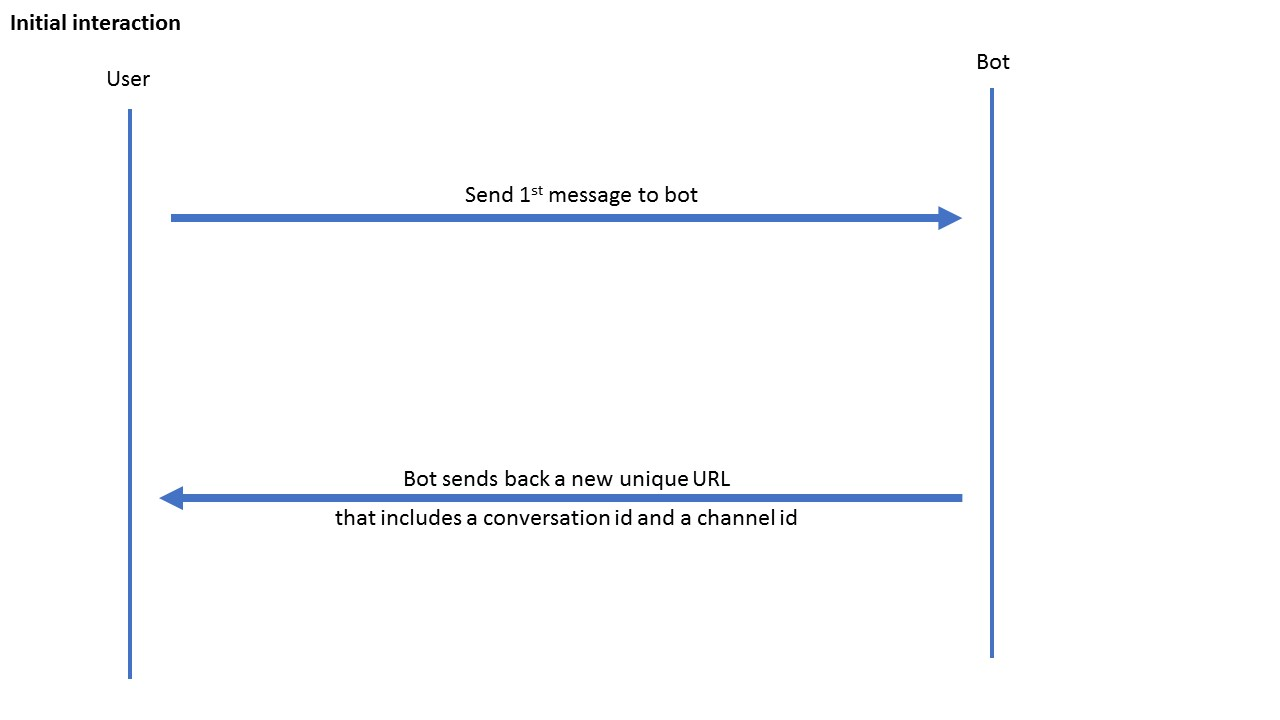 Initial interaction
User
Bot
Send 1st message to bot
Bot sends back a new unique URL
that includes a conversation id and a channel id